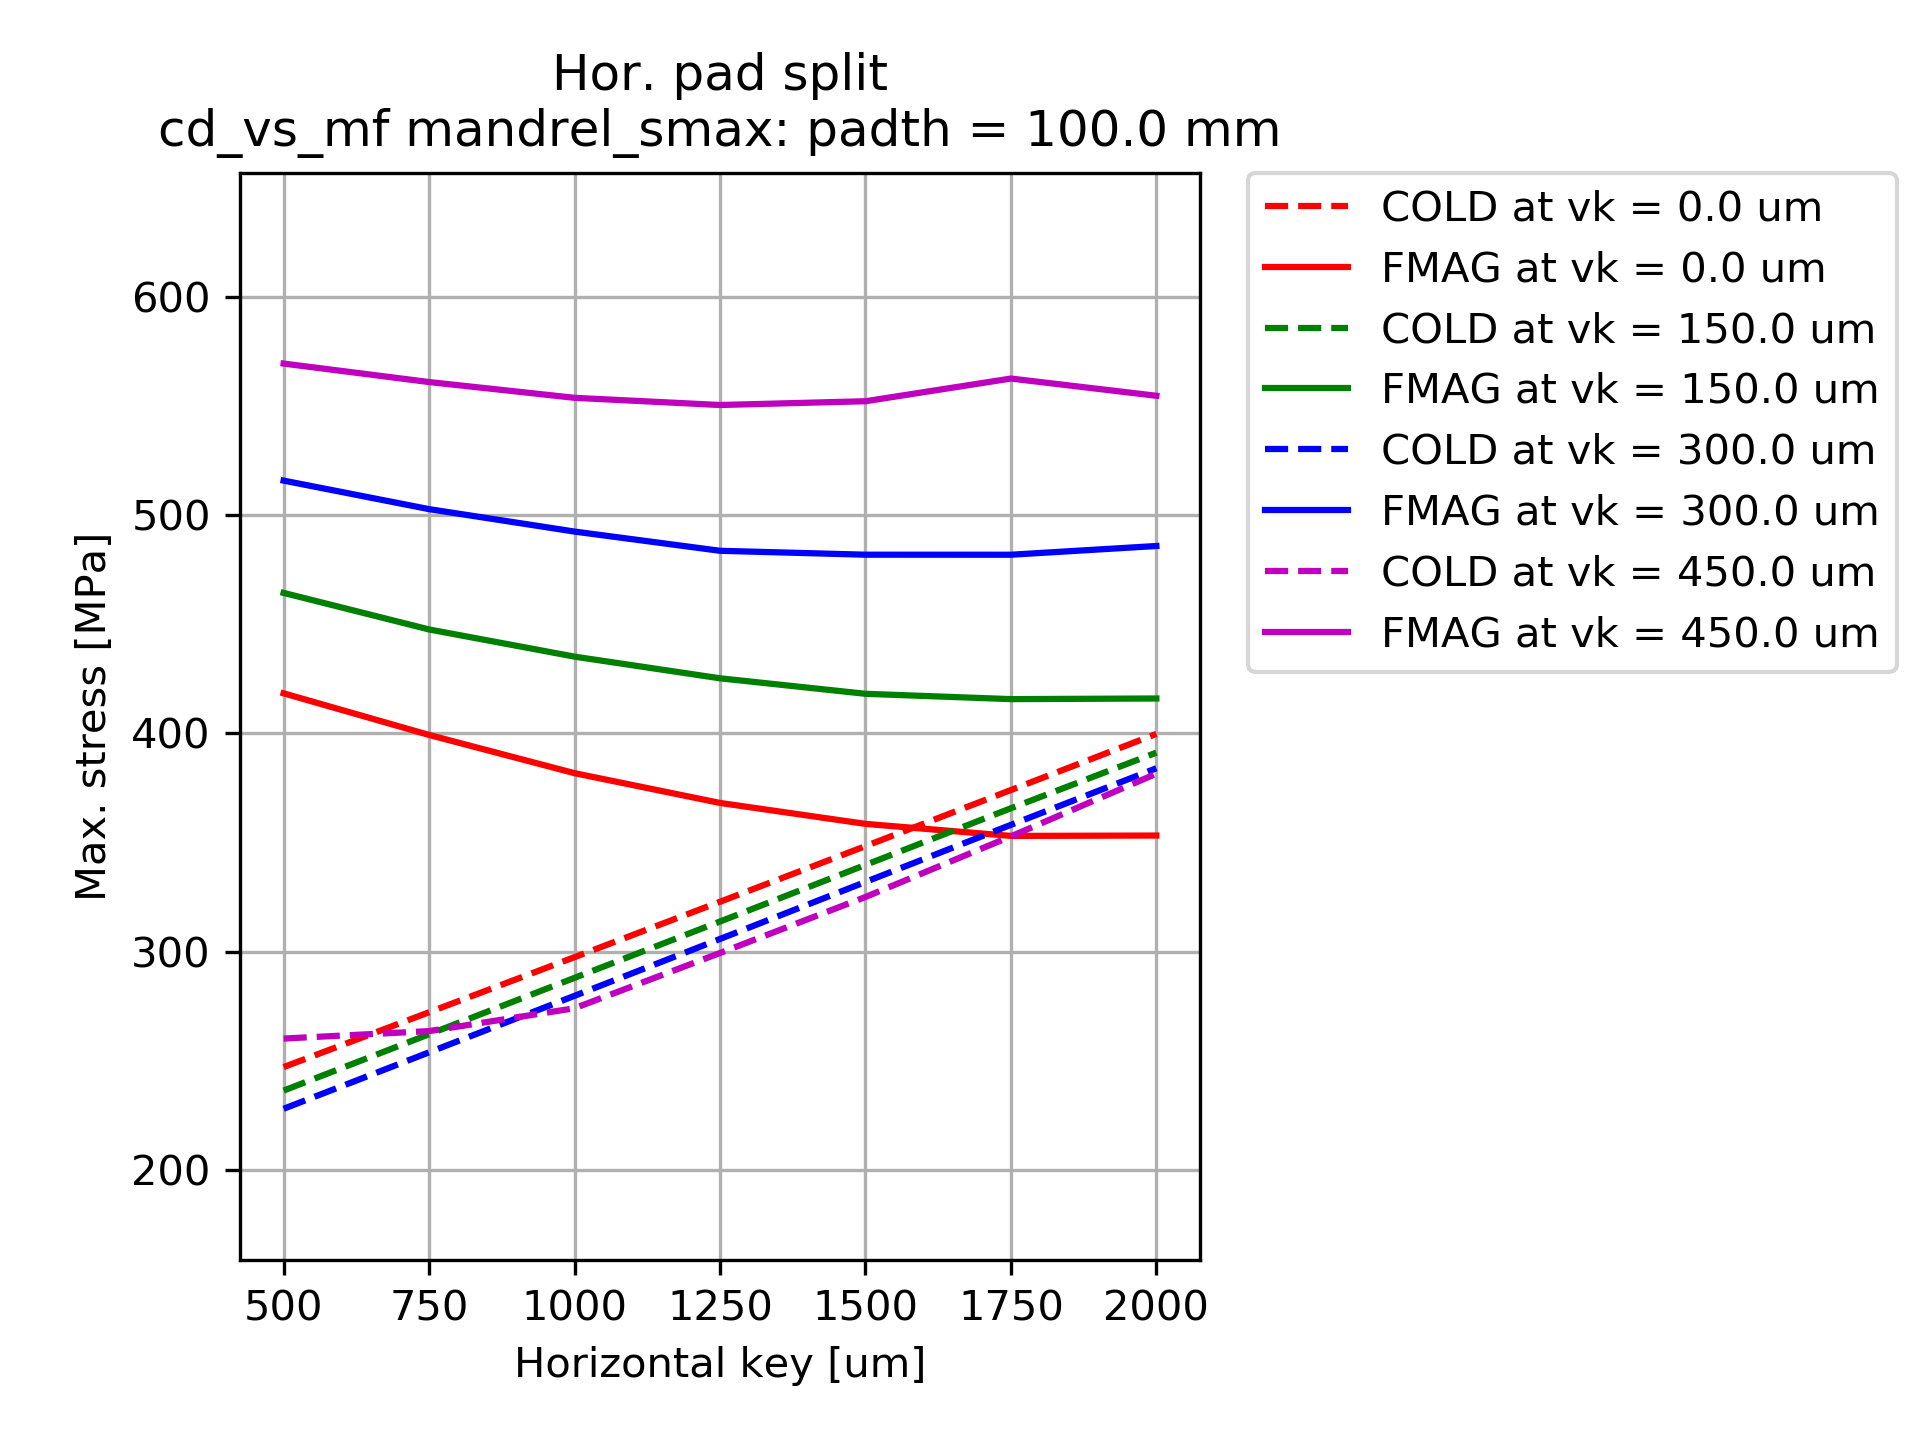 Hor. pad split
cd_vs_mf mandrel_smax: padth = 100.0 mm
Max. stress [MPa]
600
500
400
300
200
500 750 1000 1250 1500 1750 2000
Horizontal key [um]
COLD at vk = 0.0 um
FMAG at vk = 0.0 um
COLD at vk = 150.0 um
FMAG at vk = 150.0 um
COLD at vk = 300.0 um
FMAG at vk = 300.0 um
COLD at vk = 450.0 um
FMAG at vk = 450.0 um